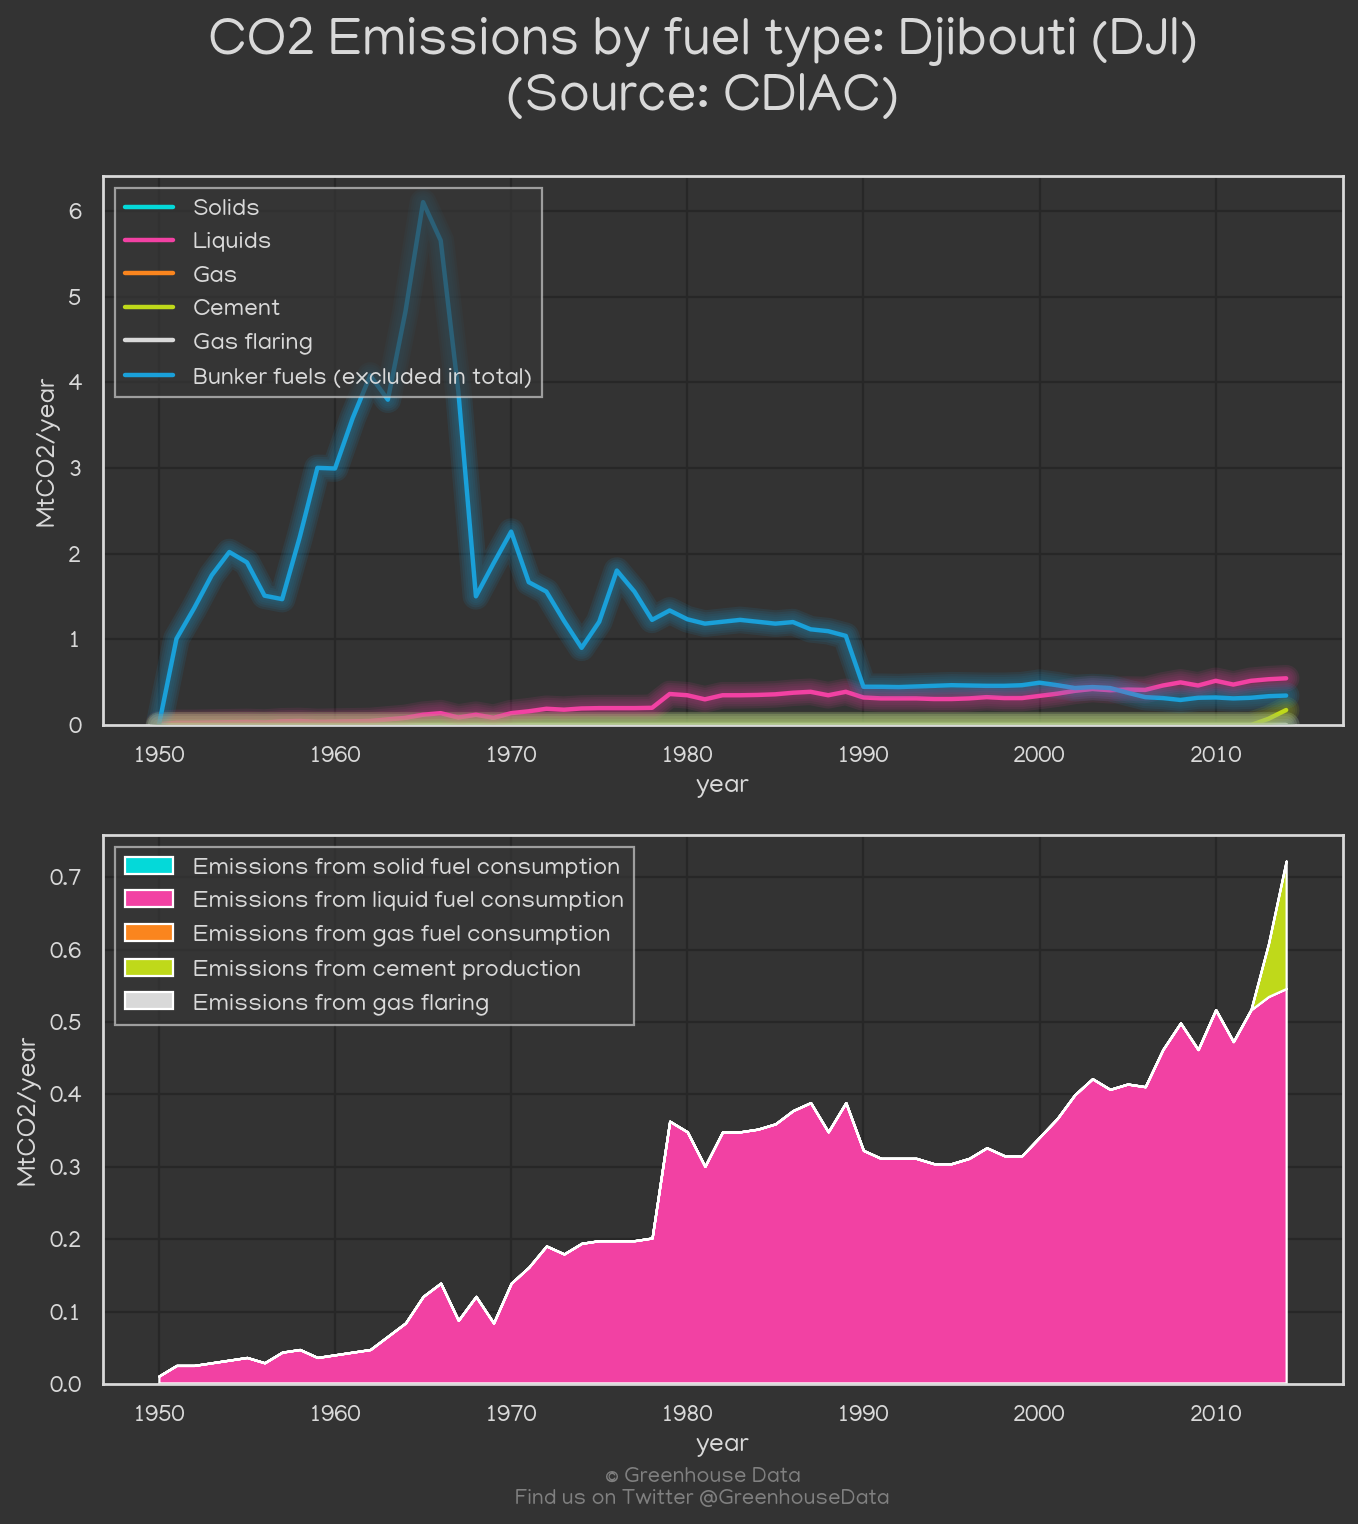 CO2 Emissions by fuel type: Djibouti (DJI)
(Source: CDIAC)
Solids
Liquids
Gas
Cement
Gas flaring
Bunker fuels (excluded in total)
MtCO2/year
6
5
4
3
2
1
0
1950 1960 1970 1980 1990 2000 2010
year
Emissions from solid fuel consumption
Emissions from liquid fuel consumption
Emissions from gas fuel consumption
Emissions from cement production
Emissions from gas flaring
MtCO2/year
0.7
0.6
0.5
0.4
0.3
0.2
0.1
0.0
1950 1960 1970 1980 1990 2000 2010
year
© Greenhouse Data
Find us on Twitter @GreenhouseData